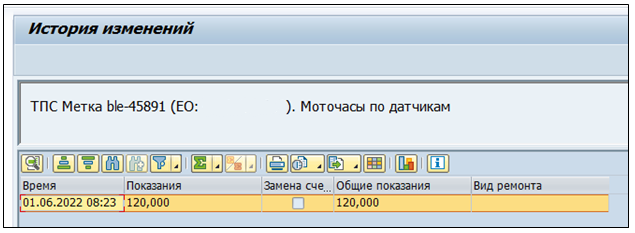 История изменений
ТПС Метка ble-45891 (ЕО: ). Моточасы по датчикам
Время Показания Замена сче... Общие показания Вид ремонта
01.06.2022 08:23 120,000 120,000